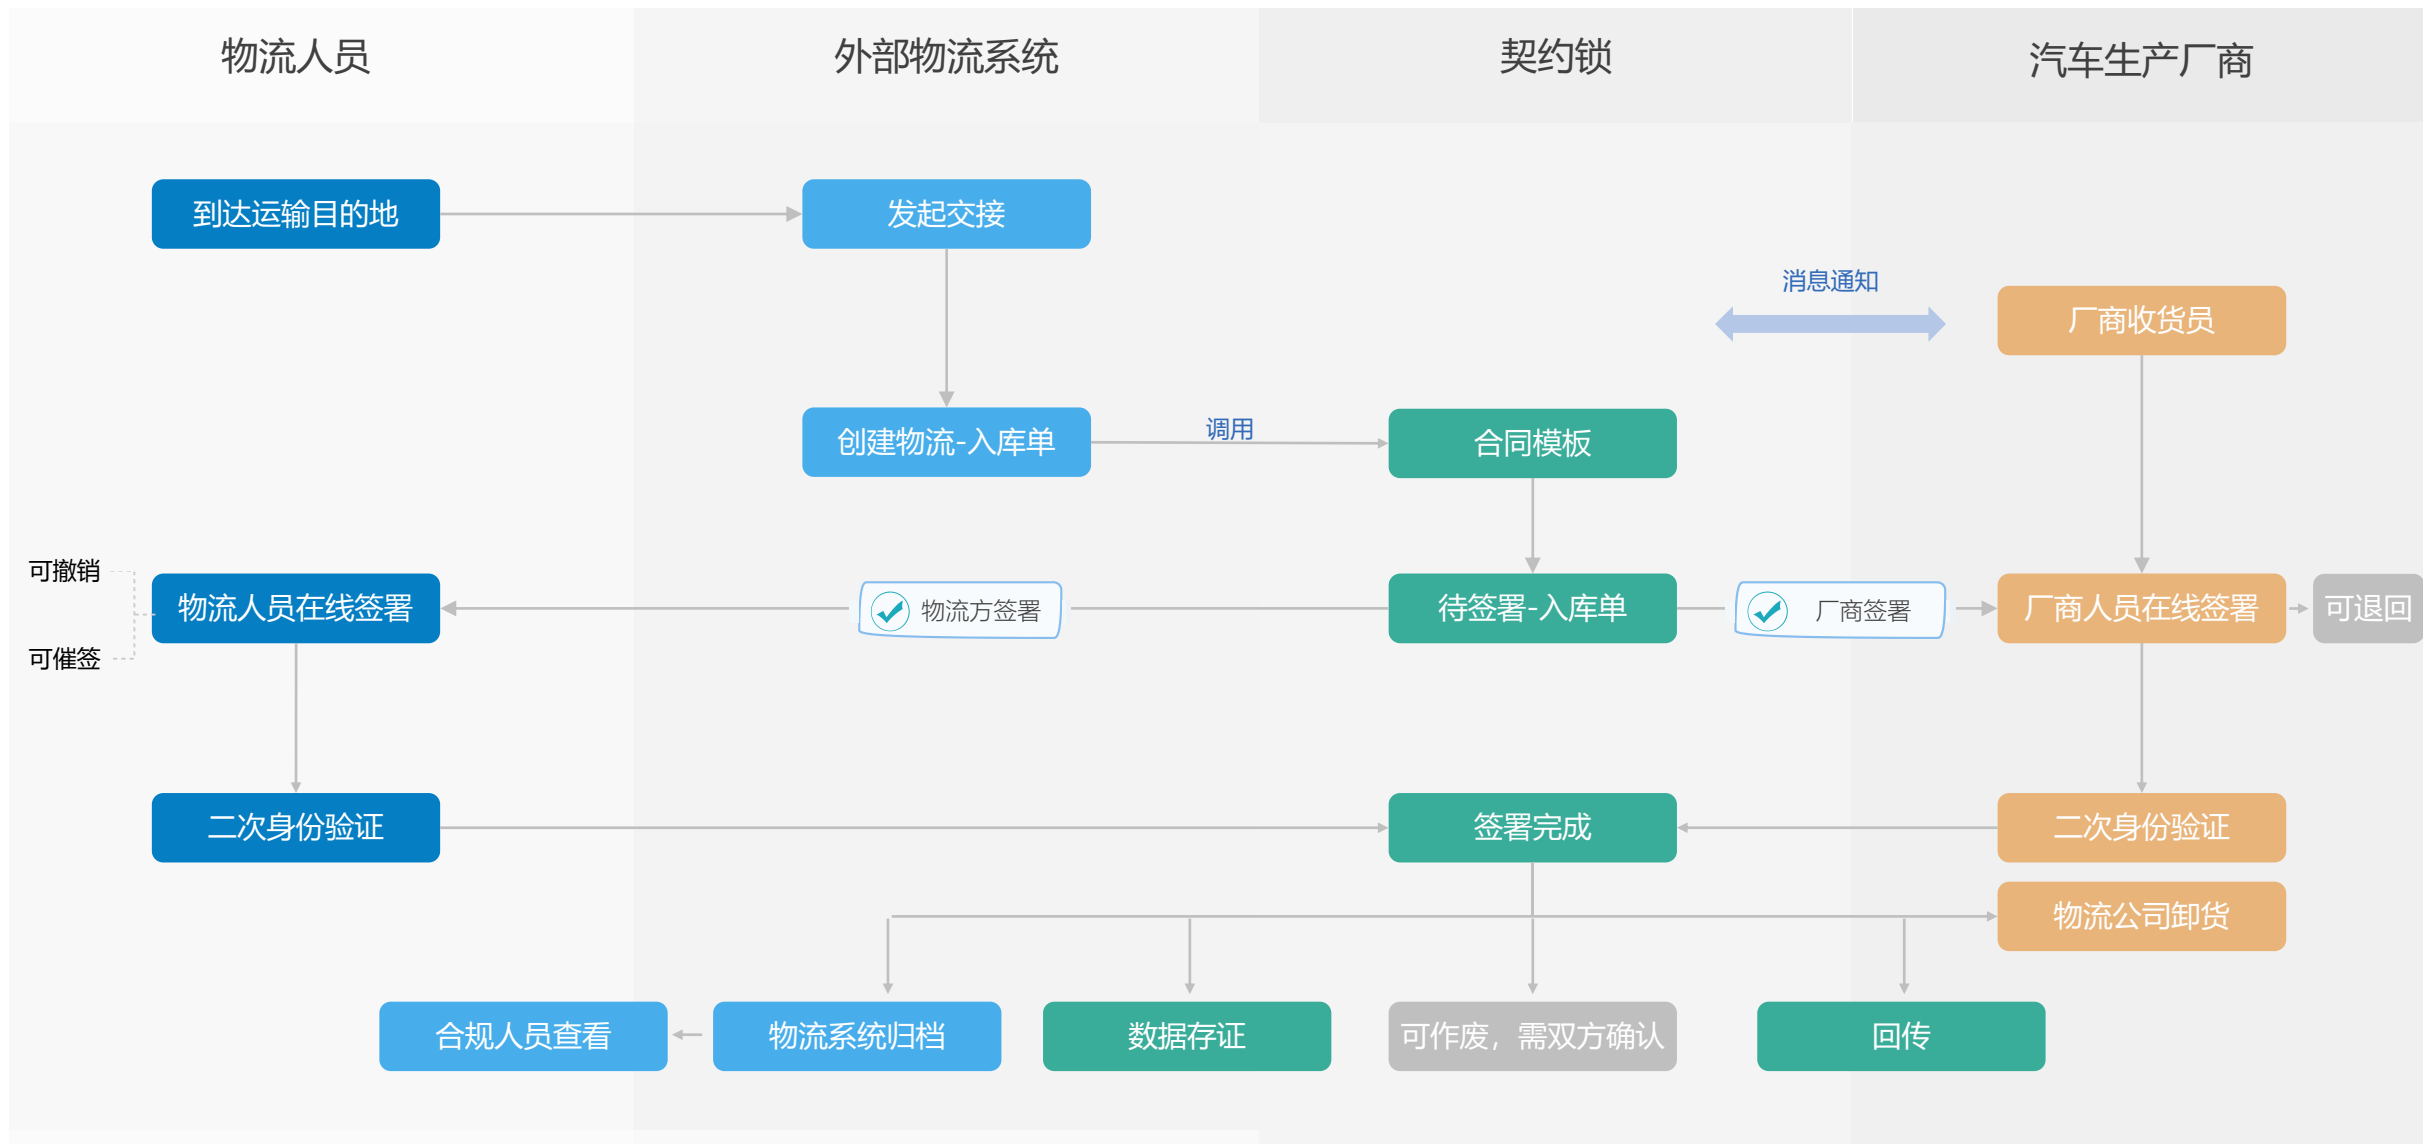 物流人员
外部物流系统
契约锁
汽车生产厂商
到达运输目的地
发起交接
消息通知
厂商收货员
创建物流-入库单
调用
合同模板
可撤销
物流人员在线签署
物流方签署
待签署-入库单
厂商签署
厂商人员在线签署
可退回
可催签
二次身份验证
签署完成
二次身份验证
物流公司卸货
合规人员查看
物流系统归档
数据存证
可作废，需双方确认
回传